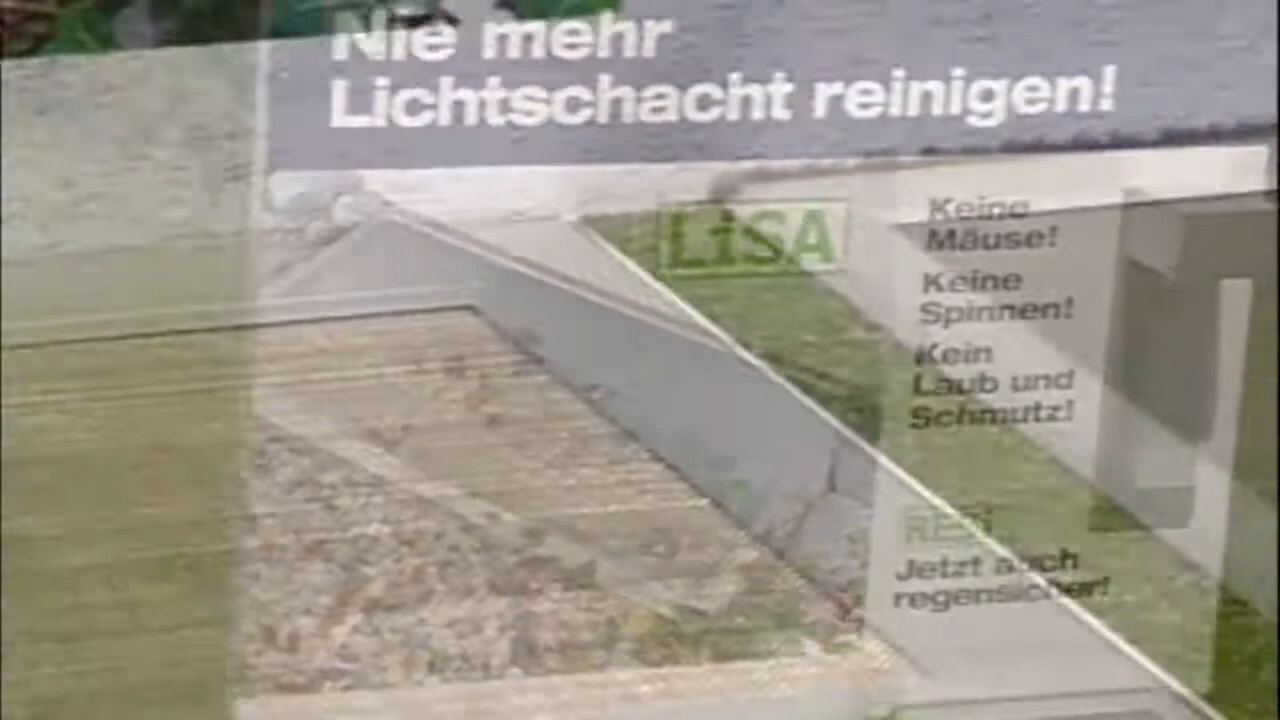 Nie mehr
Lichtschacht reinigen!
LiSA
Keine
Mäuse!
Keine
Spinnen!
Kein
Laub und
Schmutz!
Jetzt auch
regensicher!